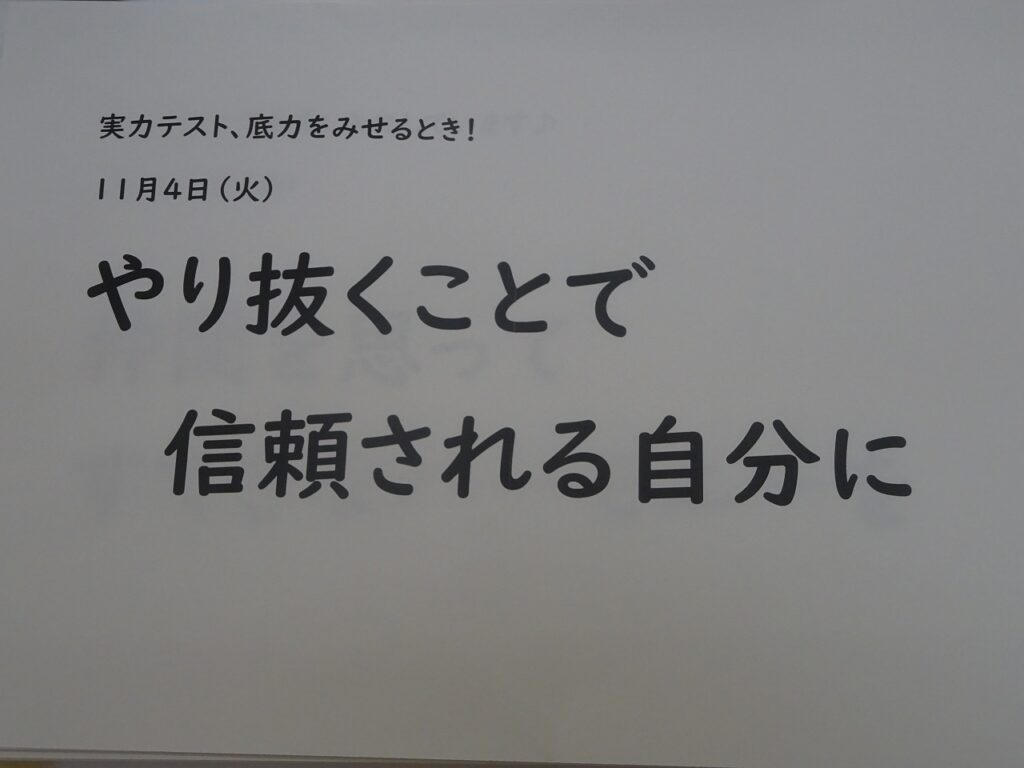 実力テスト、底力をみせるとき!
11月4日(火)
やり抜くことで
信頼される自分に